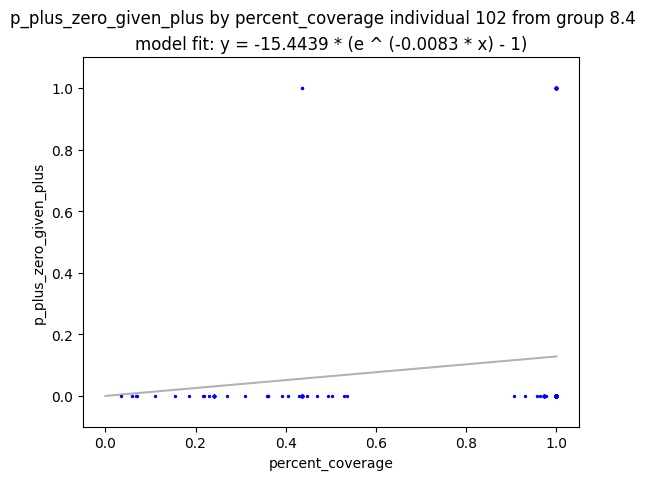 p_plus_zero_given_plus by percent_coverage individual 102 from group 8.4
model fit: y = -15.4439 * (e ^ (-0.0083 * x) - 1)
1.0
0.8
0.6
0.4
0.2
0.0
p_plus_zero_given_plus
0.0 0.2 0.4 0.6 0.8 1.0
percent_coverage